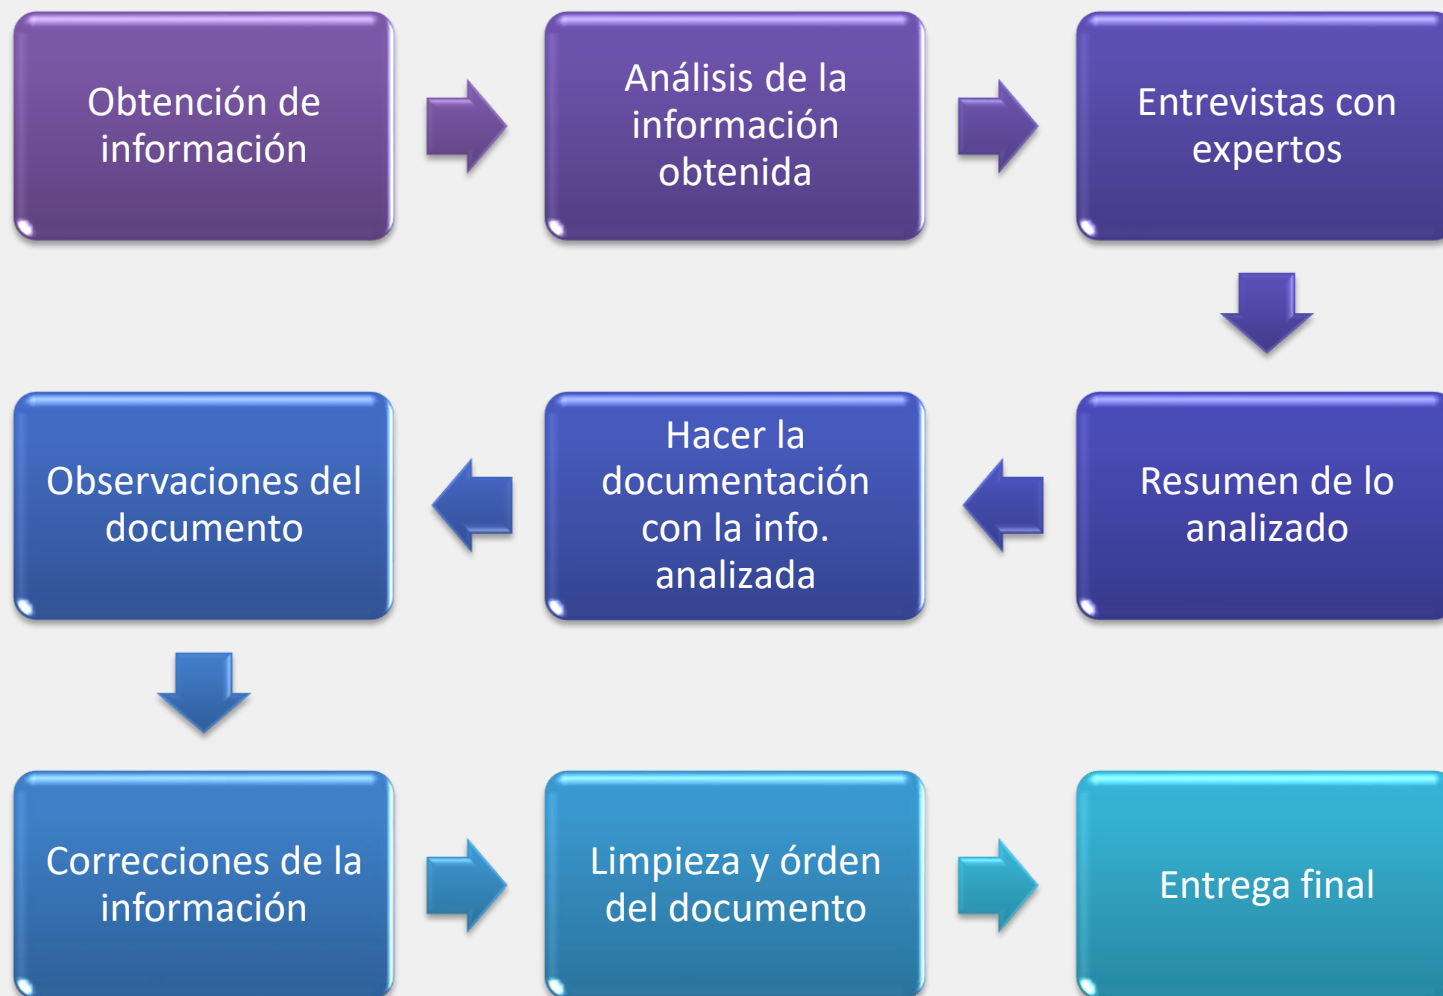 Obtención de
información
Análisis de la
información
obtenida
Entrevistas con
expertos
Resumen de lo
analizado
Hacer la
documentación
con la info.
analizada
Observaciones del
documento
Correcciones de la
información
Limpieza y órden
del documento
Entrega final